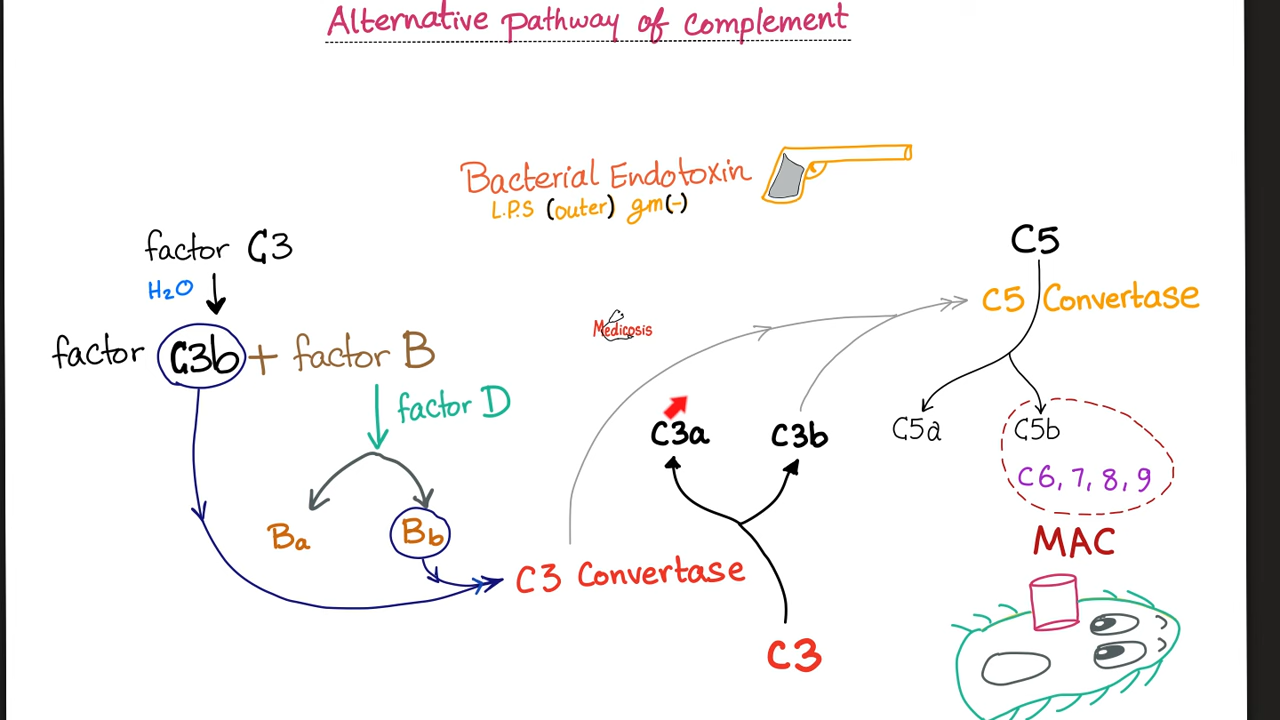 Alternative Pathway of Complement
Bacterial Endotoxin
L.P.S (outer) gm(-)
factor C3
H₂O
factor C3b + factor B
factor D
Ba
Bb
C3 Convertase
Medicosis
C3a
C3b
C3
C5
C5 Convertase
C5a
C5b
C6, 7, 8, 9
MAC